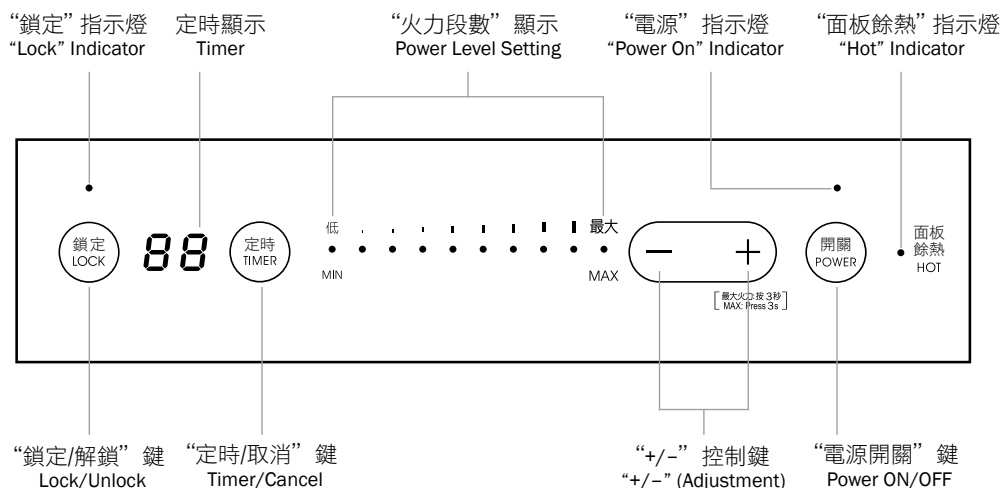 “鎖定” 指示燈
“Lock” Indicator
定時顯示
Timer
“火力段數” 顯示
Power Level Setting
“電源” 指示燈
“Power On” Indicator
“面板餘熱” 指示燈
“Hot” Indicator
鎖定
LOCK
88
定時
TIMER
低
MIN
最大
MAX
− +
[最大火力: 按 3秒
MAX: Press 3s]
開關
POWER
面板
餘熱
HOT
“鎖定/解鎖” 鍵
Lock/Unlock
“定時/取消” 鍵
Timer/Cancel
“+/–” 控制鍵
“+/–” (Adjustment)
“電源開關” 鍵
Power ON/OFF